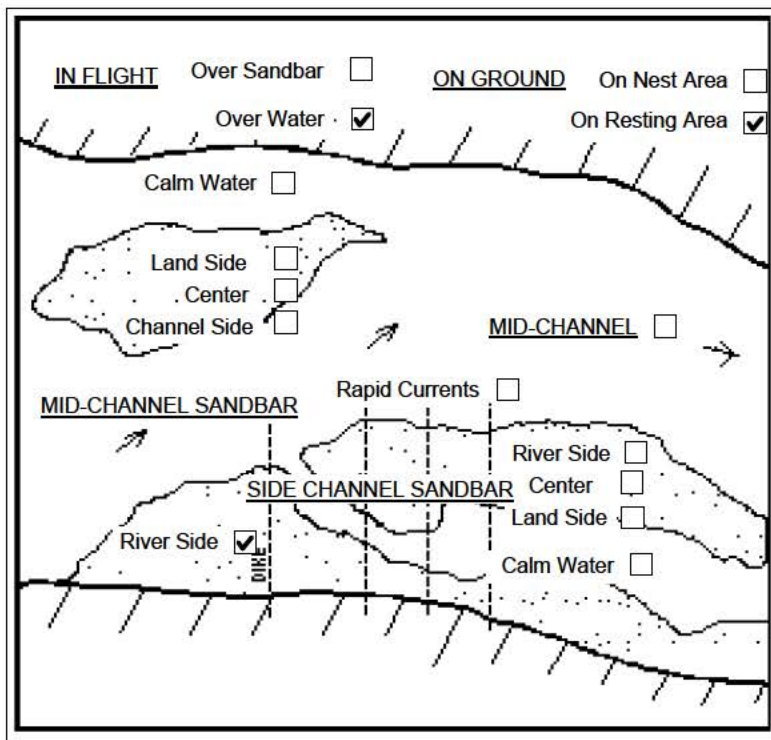 IN FLIGHT Over Sandbar ON GROUND On Nest Area
Over Water On Resting Area
Calm Water
Land Side
Center
Channel Side
MID-CHANNEL
Rapid Currents
MID-CHANNEL SANDBAR
River Side
SIDE CHANNEL SANDBAR Center
Land Side
River Side
DIKE
Calm Water